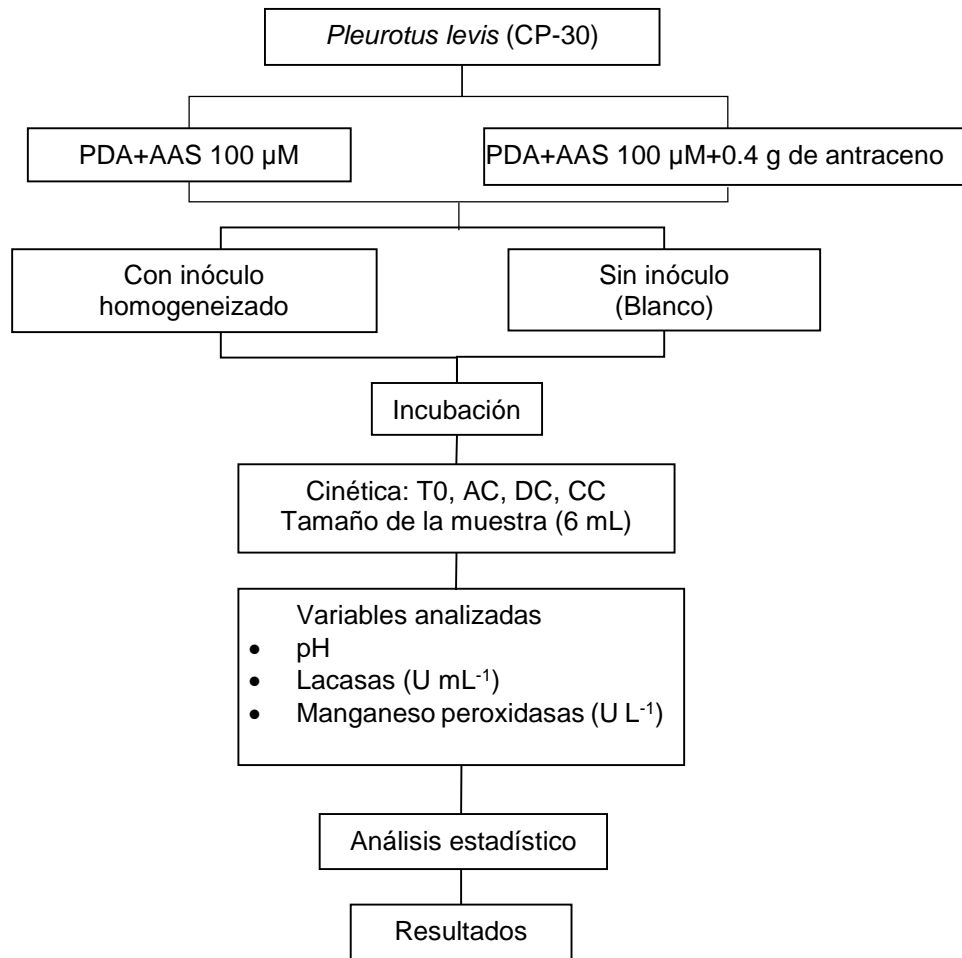 Pleurotus levis (CP-30)
PDA+AAS 100 µM
PDA+AAS 100 µM+0.4 g de antraceno
Con inóculo
homogeneizado
Sin inóculo
(Blanco)
Incubación
Cinética: T0, AC, DC, CC
Tamaño de la muestra (6 mL)
Variables analizadas
• pH
• Lacasas (U mL⁻¹)
• Manganeso peroxidasas (U L⁻¹)
Análisis estadístico
Resultados